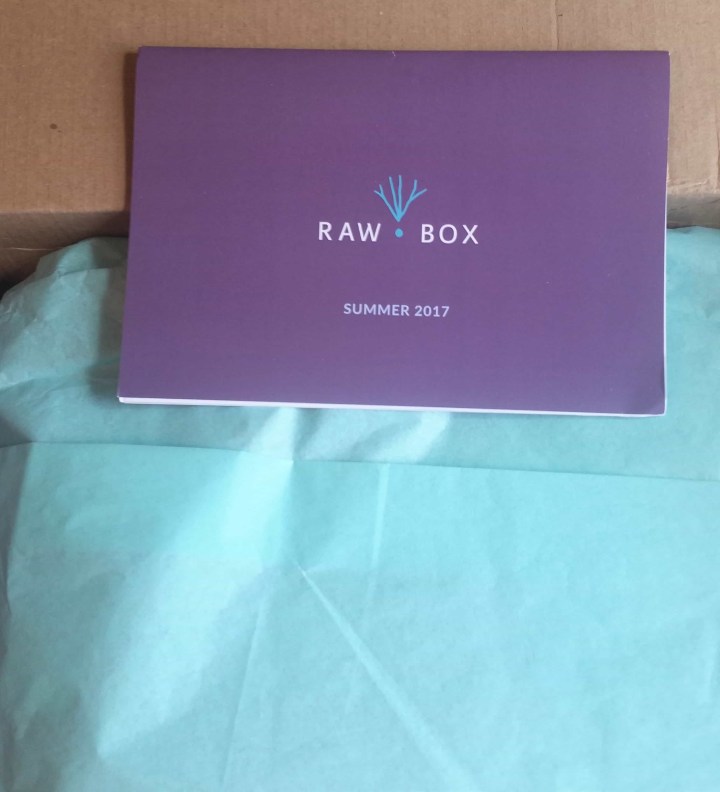 RAW • BOX
SUMMER 2017